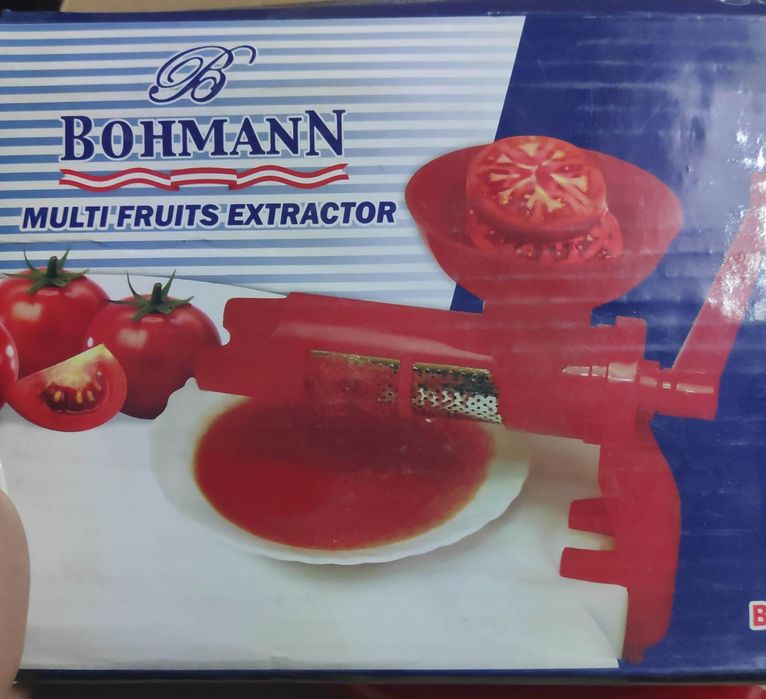 B
BOHMANN
MULTI FRUITS EXTRACTOR
B